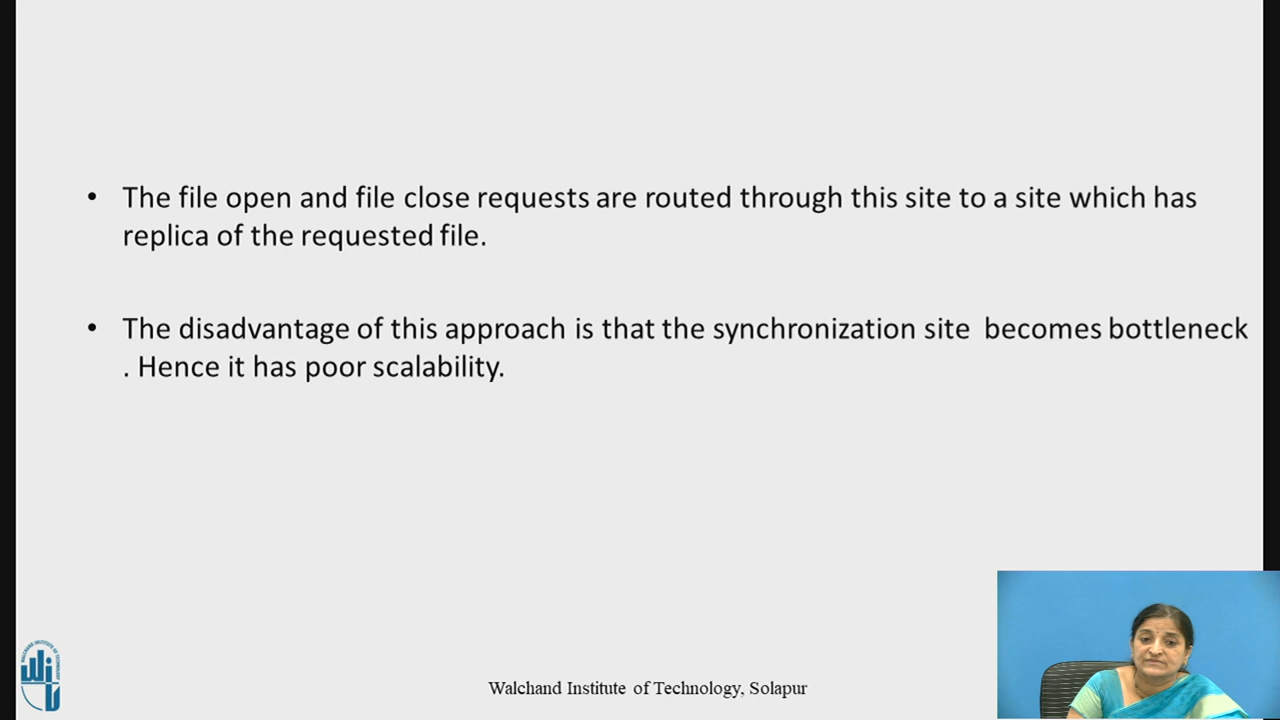 • The file open and file close requests are routed through this site to a site which has
replica of the requested file.
• The disadvantage of this approach is that the synchronization site becomes bottleneck
. Hence it has poor scalability.
Walchand Institute of Technology, Solapur